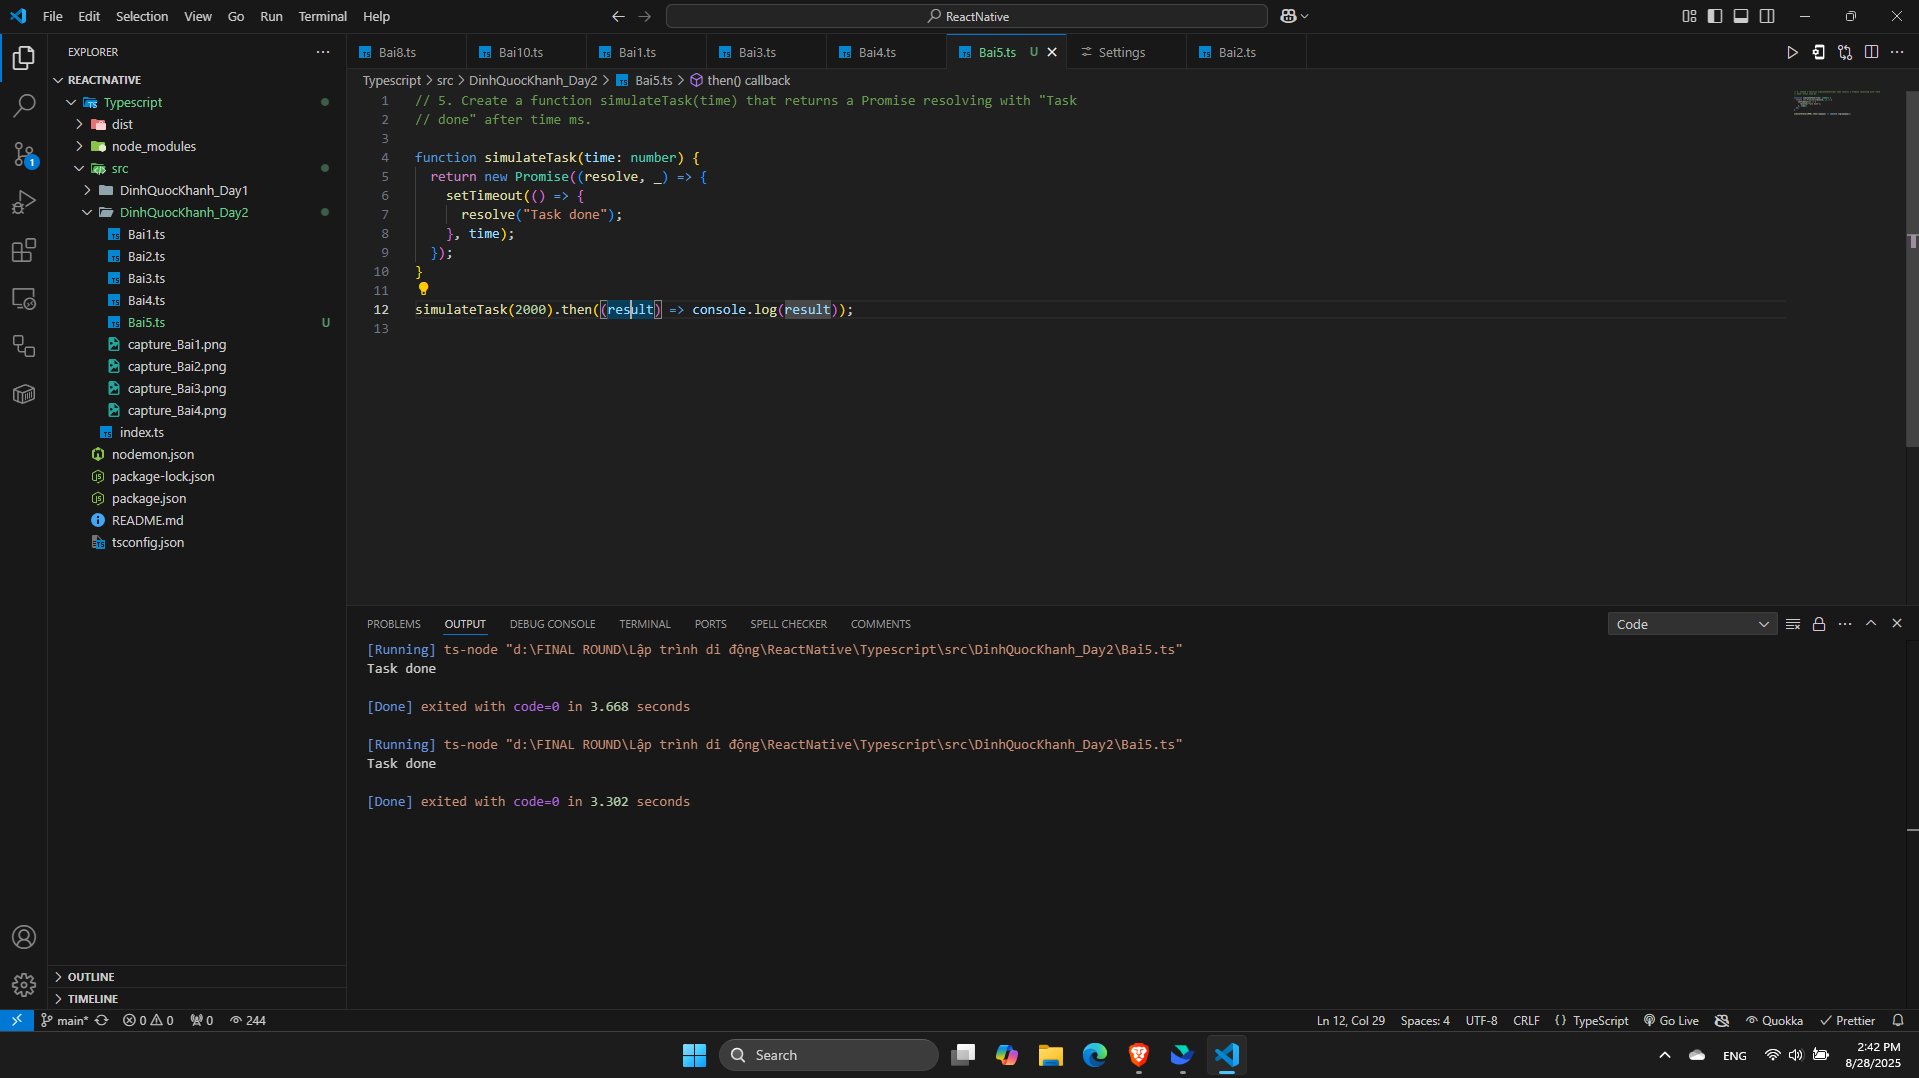 File Edit Selection View Go Run Terminal Help
ReactNative
EXPLORER
REACTNATIVE
Typescript
dist
node_modules
src
DinhQuocKhanh_Day1
DinhQuocKhanh_Day2
Bai1.ts
Bai2.ts
Bai3.ts
Bai4.ts
Bai5.ts U
capture_Bai1.png
capture_Bai2.png
capture_Bai3.png
capture_Bai4.png
index.ts
nodemon.json
package-lock.json
package.json
README.md
tsconfig.json
OUTLINE
TIMELINE
Bai8.ts Bai10.ts Bai1.ts Bai3.ts Bai4.ts Bai5.ts U Settings Bai2.ts
Typescript > src > DinhQuocKhanh_Day2 > Bai5.ts > then() callback
1 // 5. Create a function simulateTask(time) that returns a Promise resolving with "Task
2 // done" after time ms.
3
4 function simulateTask(time: number) {
5 return new Promise((resolve, _) => {
6 setTimeout(() => {
7 resolve("Task done");
8 }, time);
9 });
10 }
11
12 simulateTask(2000).then((result) => console.log(result));
13
PROBLEMS OUTPUT DEBUG CONSOLE TERMINAL PORTS SPELL CHECKER COMMENTS
Code
[Running] ts-node "d:\FINAL ROUND\Lập trình di động\ReactNative\Typescript\src\DinhQuocKhanh_Day2\Bai5.ts"
Task done
[Done] exited with code=0 in 3.668 seconds
[Running] ts-node "d:\FINAL ROUND\Lập trình di động\ReactNative\Typescript\src\DinhQuocKhanh_Day2\Bai5.ts"
Task done
[Done] exited with code=0 in 3.302 seconds
1
main* 0 0 0 244
Ln 12, Col 29 Spaces: 4 UTF-8 CRLF {} TypeScript Go Live Quokka Prettier
Search
ENG
2:42 PM
8/28/2025